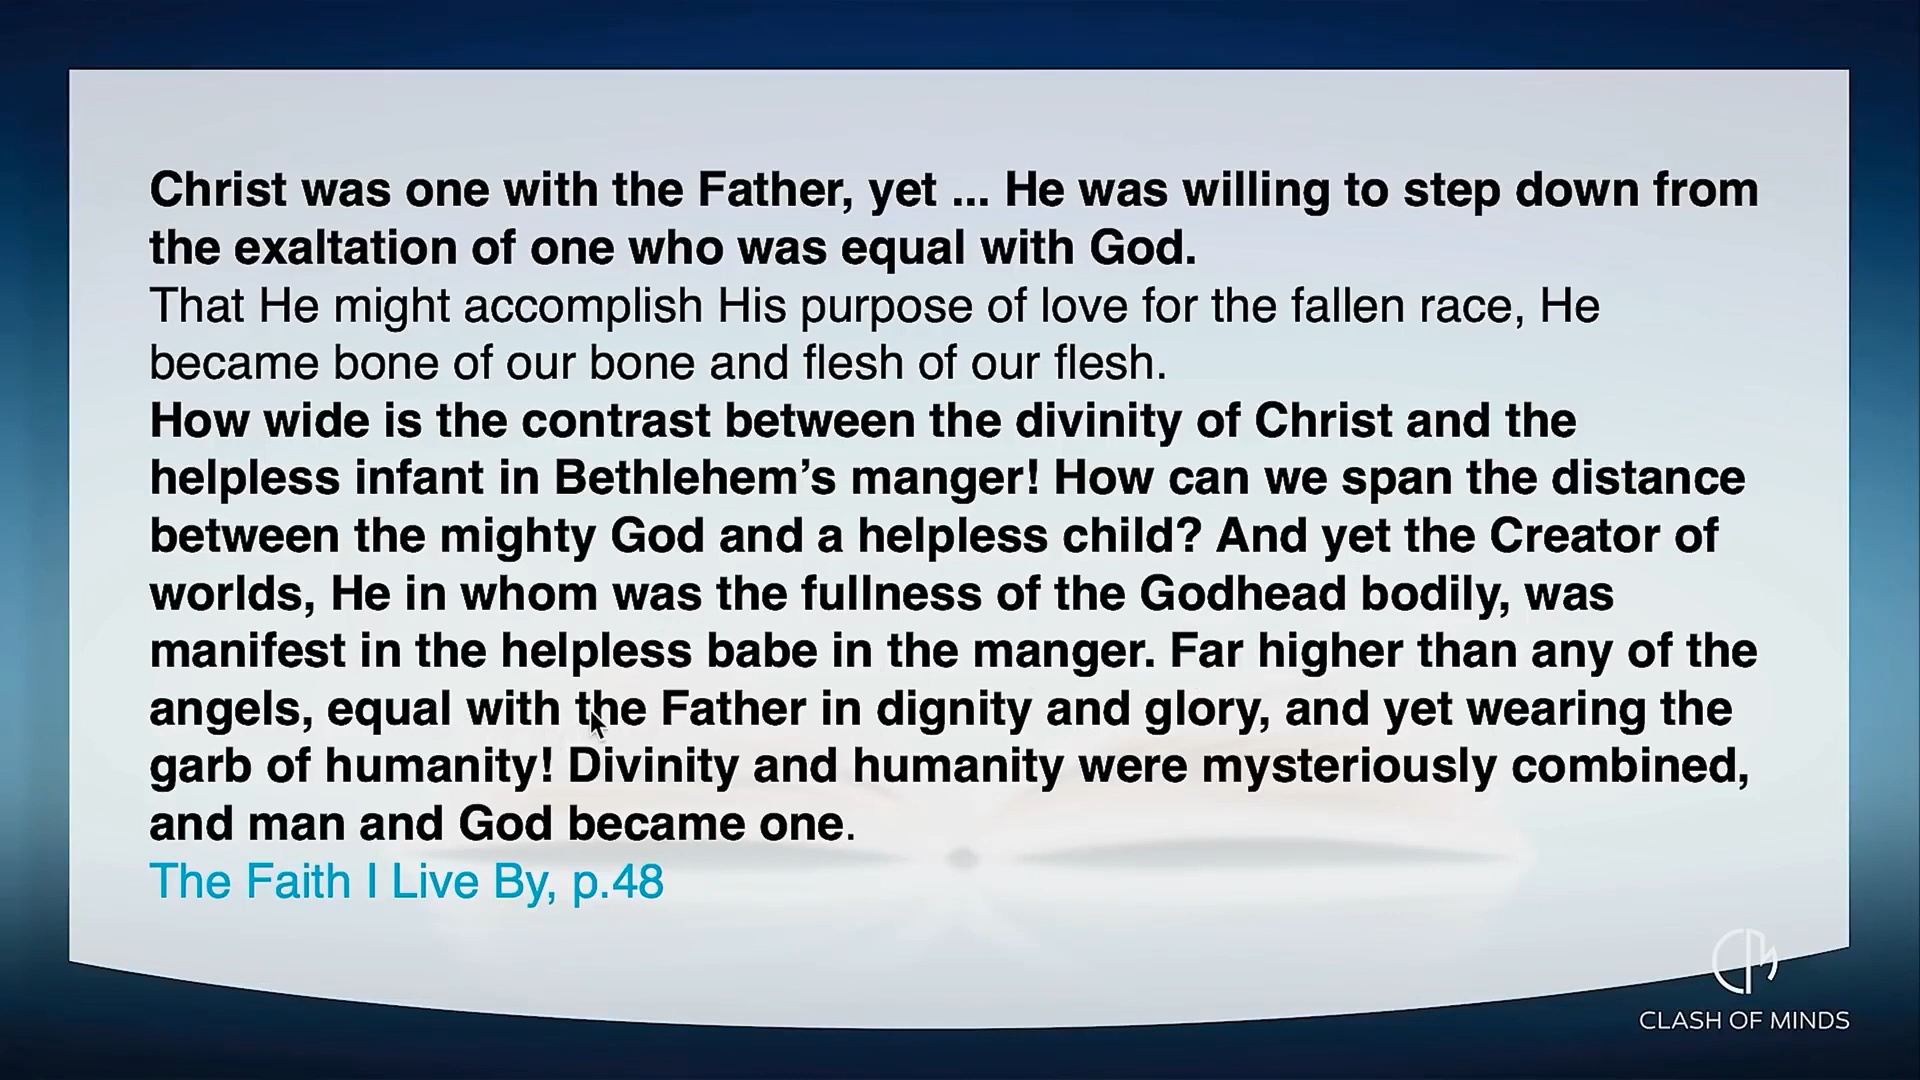 Christ was one with the Father, yet ... He was willing to step down from
the exaltation of one who was equal with God.
That He might accomplish His purpose of love for the fallen race, He
became bone of our bone and flesh of our flesh.
How wide is the contrast between the divinity of Christ and the
helpless infant in Bethlehem’s manger! How can we span the distance
between the mighty God and a helpless child? And yet the Creator of
worlds, He in whom was the fullness of the Godhead bodily, was
manifest in the helpless babe in the manger. Far higher than any of the
angels, equal with the Father in dignity and glory, and yet wearing the
garb of humanity! Divinity and humanity were mysteriously combined,
and man and God became one.
The Faith I Live By, p.48
CLASH OF MINDS